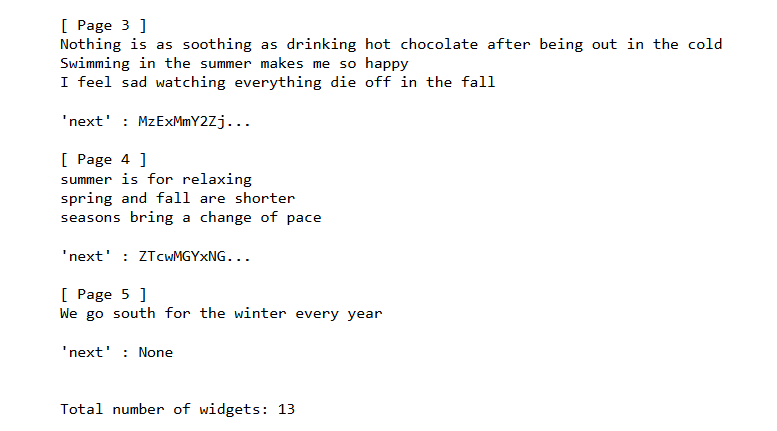 [ Page 3 ]
Nothing is as soothing as drinking hot chocolate after being out in the cold
Swimming in the summer makes me so happy
I feel sad watching everything die off in the fall
'next' : MzExMmY2Zj...
[ Page 4 ]
summer is for relaxing
spring and fall are shorter
seasons bring a change of pace
'next' : ZTcwMGYxNG...
[ Page 5 ]
We go south for the winter every year
'next' : None
Total number of widgets: 13